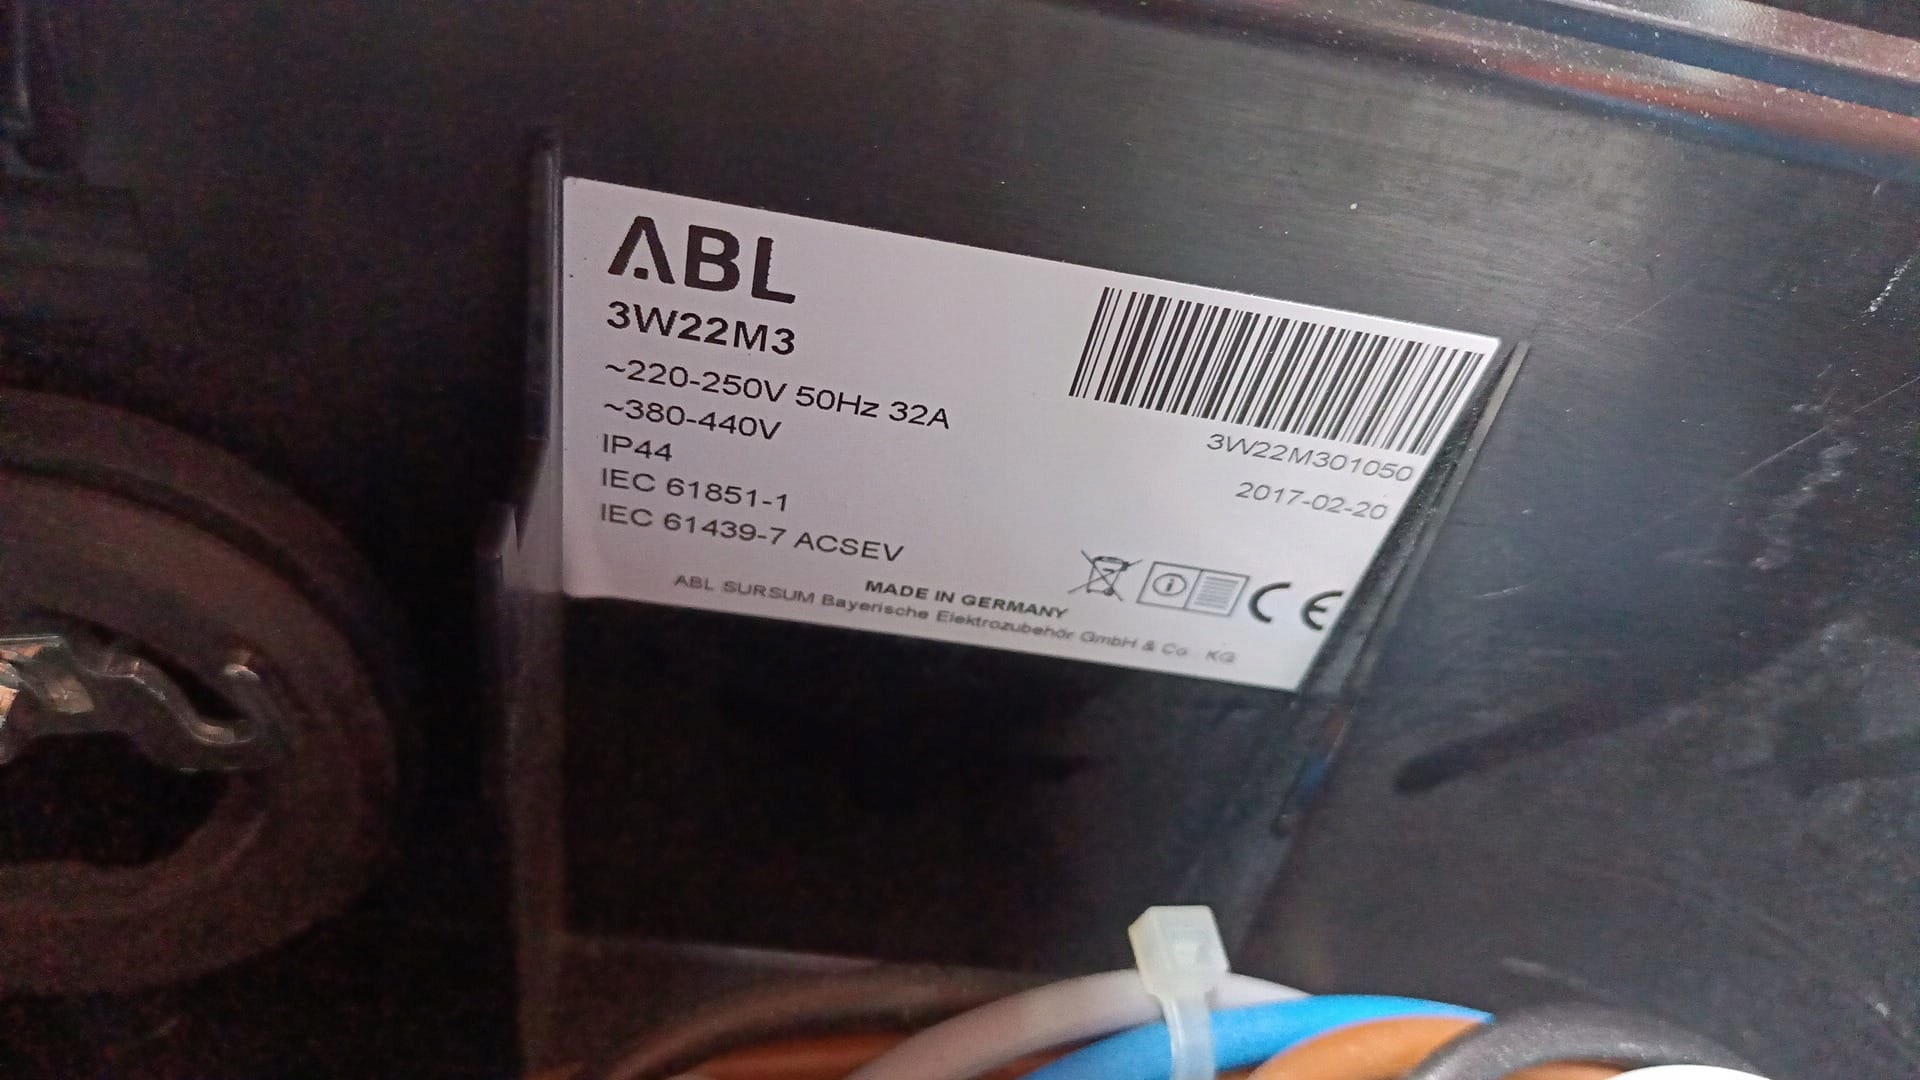 ABL
3W22M3
~220-250V 50Hz 32A
~380-440V
IP44
IEC 61851-1
IEC 61439-7 ACSEV
3W22M301050
2017-02-20
CE
MADE IN GERMANY
ABL SURSUM Bayerische Elektrozubehör GmbH & Co. KG